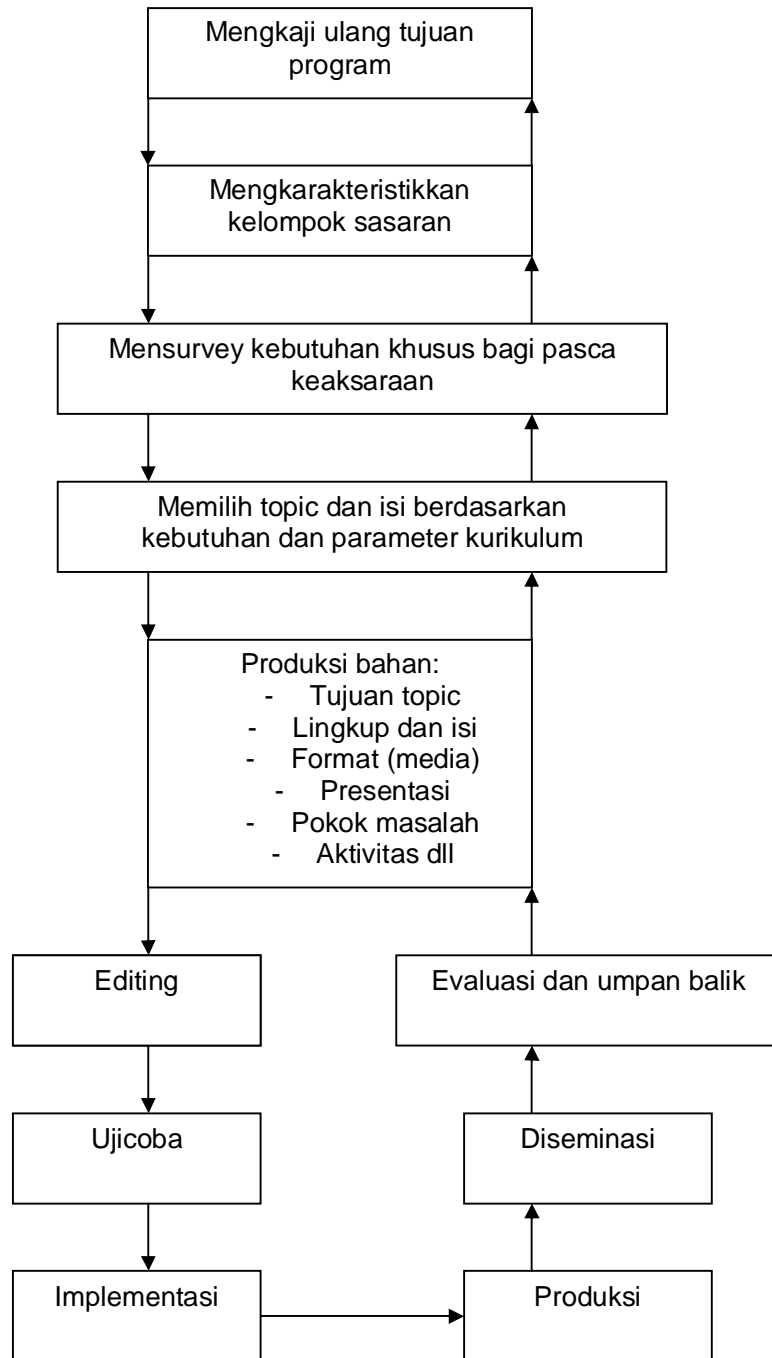 Mengkaji ulang tujuan
program
Mengkarakteristikkan
kelompok sasaran
Mensurvey kebutuhan khusus bagi pasca
keaksaraan
Memilih topic dan isi berdasarkan
kebutuhan dan parameter kurikulum
Produksi bahan:
- Tujuan topic
- Lingkup dan isi
- Format (media)
- Presentasi
- Pokok masalah
- Aktivitas dll
Editing
Evaluasi dan umpan balik
Ujicoba
Diseminasi
Implementasi
Produksi